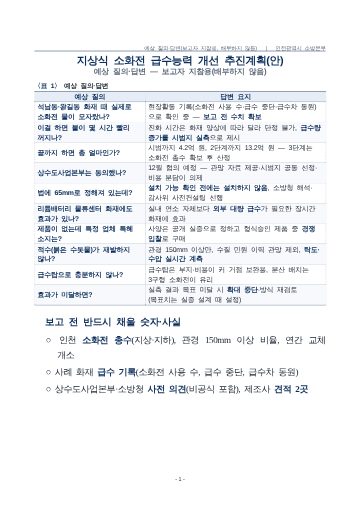 예상 질의·답변(보고자 지참용, 배부하지 않음) | 인천광역시 소방본부
지상식 소화전 급수능력 개선 추진계획(안)
예상 질의·답변 — 보고자 지참용(배부하지 않음)
〈표 1〉 예상 질의·답변
예상 질의
답변 요지
석남동·왕길동 화재 때 실제로
소화전 물이 모자랐나?
현장활동 기록(소화전 사용 수·급수 중단·급수차 동원)
으로 확인 중 — 보고 전 수치 확보
이걸 하면 불이 몇 시간 빨리
꺼지나?
진화 시간은 화재 양상에 따라 달라 단정 불가, 급수량
증가를 시범지 실측으로 제시
끝까지 하면 총 얼마인가?
시범까지 4.2억 원, 2단계까지 13.2억 원 — 3단계는
소화전 총수 확보 후 산정
상수도사업본부는 동의했나?
12월 협의 예정 — 관망 자료 제공·시범지 공동 선정·
비용 분담이 의제
법에 65mm로 정해져 있는데?
설치 가능 확인 전에는 설치하지 않음, 소방청 해석·
감사위 사전컨설팅 선행
리튬배터리 물류센터 화재에도
효과가 있나?
실내 연소 자체보다 외부 대량 급수가 필요한 장시간
화재에 효과
제품이 없는데 특정 업체 특혜
소지는?
사양은 공개 실증으로 정하고 형식승인 제품 중 경쟁
입찰로 구매
적수(붉은 수돗물)가 재발하지
않나?
관경 150mm 이상만, 수질 민원 이력 관망 제외, 탁도·
수압 실시간 계측
급수탑으로 충분하지 않나?
급수탑은 부지·비용이 커 거점 보완용, 분산 배치는
3구형 소화전이 유리
효과가 미달하면?
실측 결과 목표 미달 시 확대 중단·방식 재검토
(목표치는 실증 설계 때 설정)
보고 전 반드시 채울 숫자·사실
○ 인천 소화전 총수(지상·지하), 관경 150mm 이상 비율, 연간 교체
개소
○ 사례 화재 급수 기록(소화전 사용 수, 급수 중단, 급수차 동원)
○ 상수도사업본부·소방청 사전 의견(비공식 포함), 제조사 견적 2곳
- 1 -